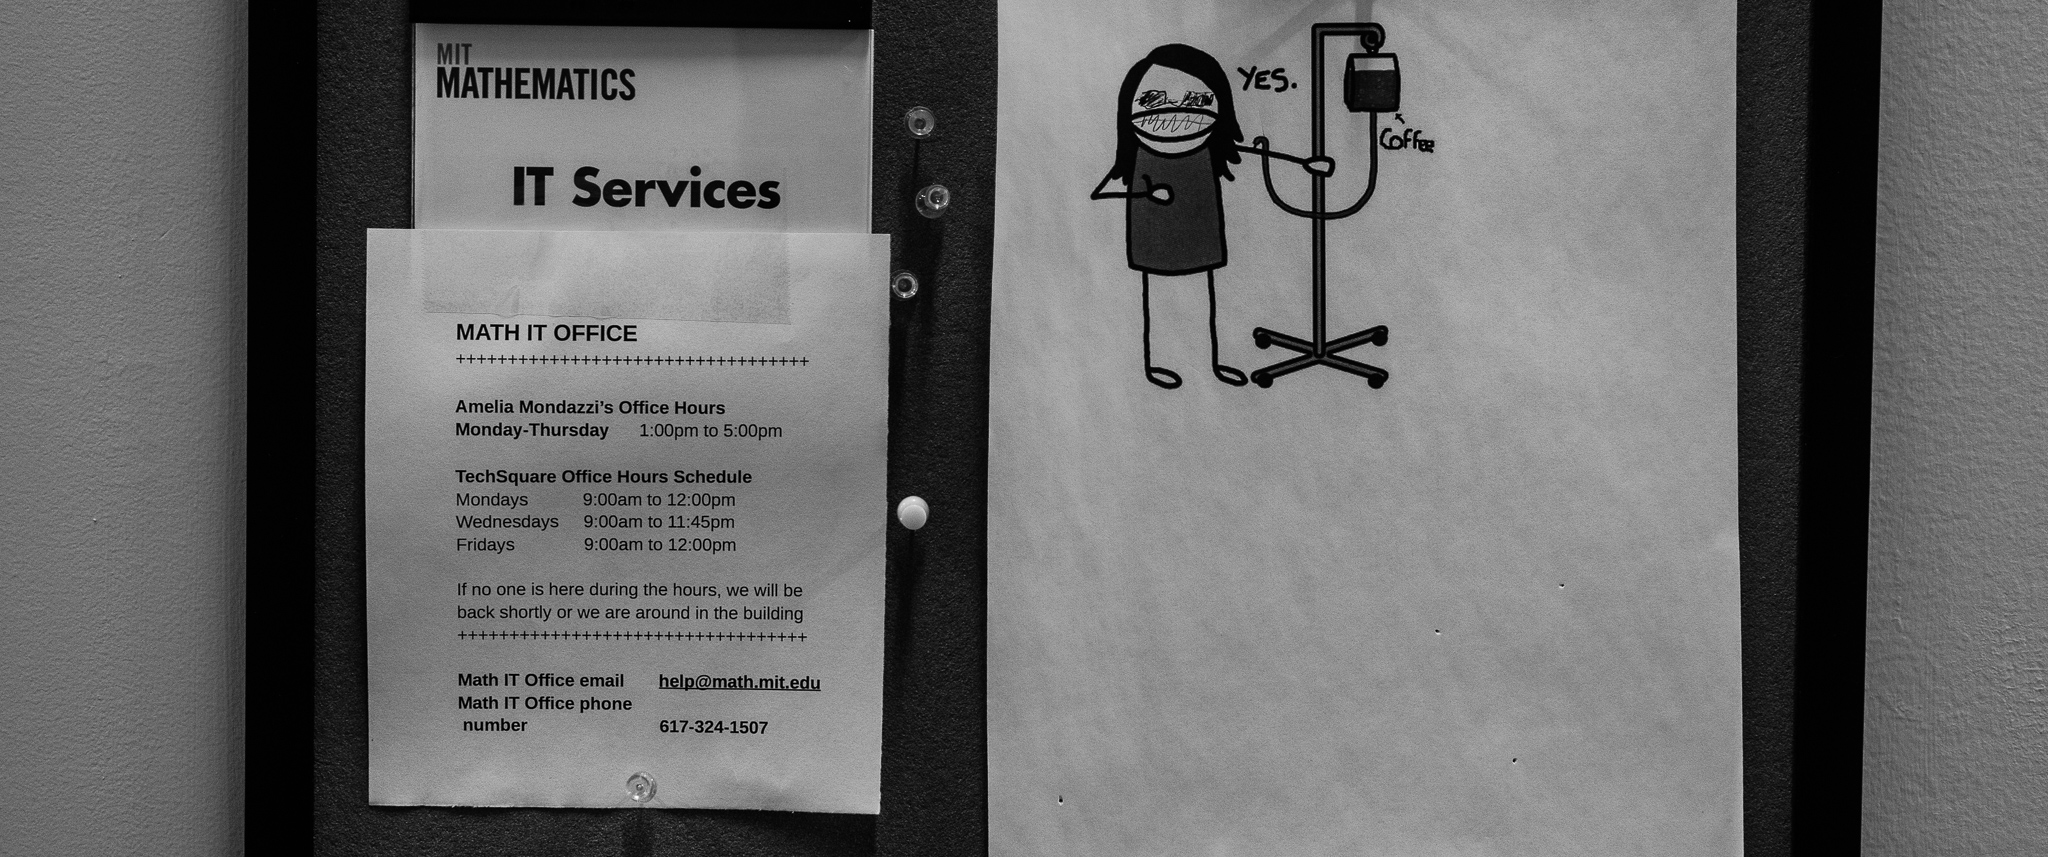 MIT
MATHEMATICS
IT Services
MATH IT OFFICE
++++++++++++++++++++++++++++++++++
Amelia Mondazzi's Office Hours
Monday-Thursday 1:00pm to 5:00pm
TechSquare Office Hours Schedule
Mondays 9:00am to 12:00pm
Wednesdays 9:00am to 11:45pm
Fridays 9:00am to 12:00pm
If no one is here during the hours, we will be
back shortly or we are around in the building
++++++++++++++++++++++++++++++++++
Math IT Office email help@math.mit.edu
Math IT Office phone
number 617-324-1507
YES.
Coffee